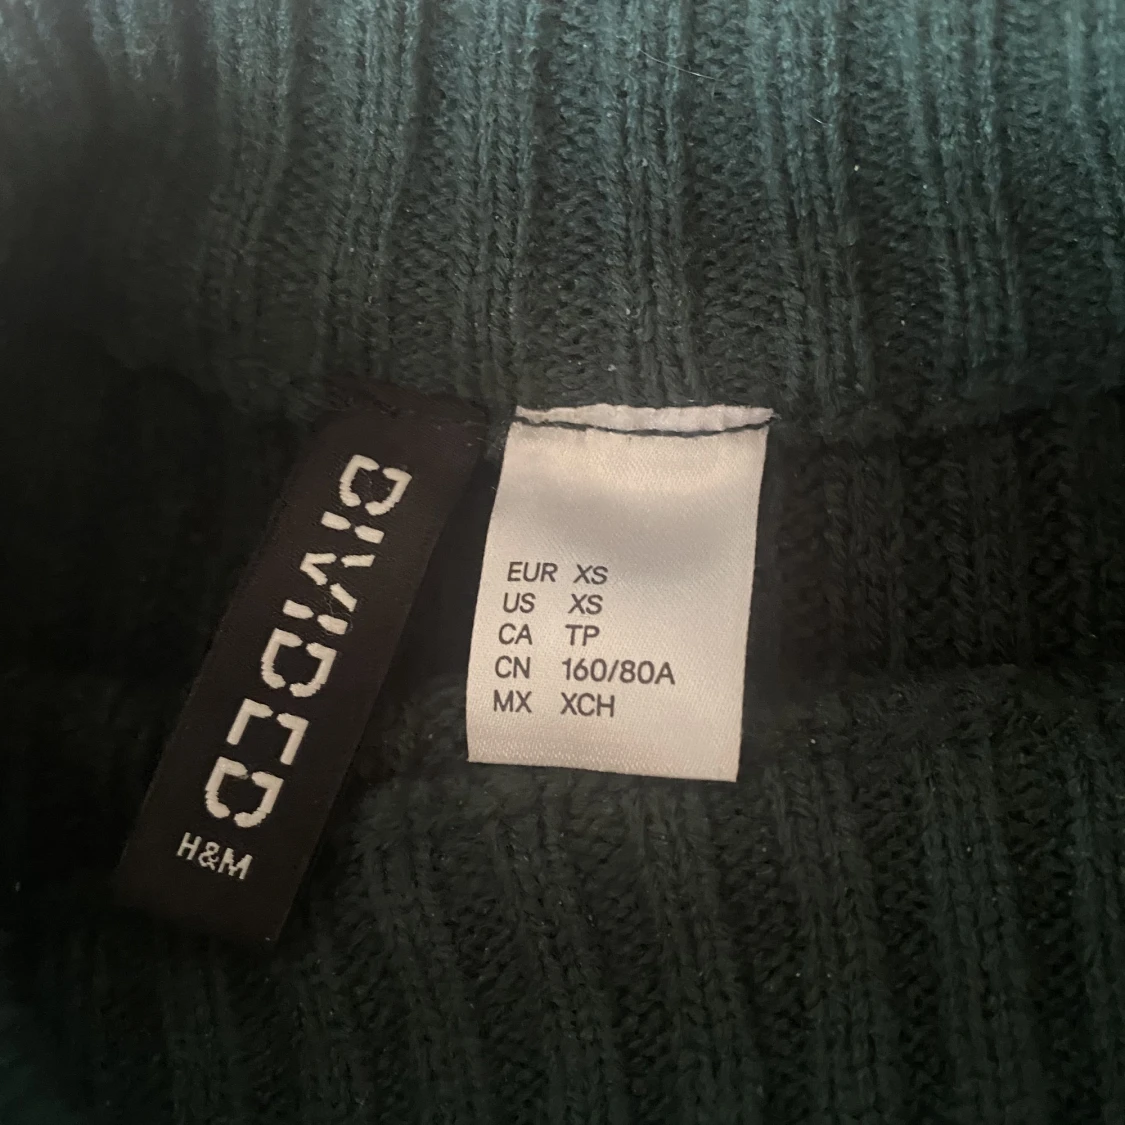 DIVIDED
H&M
EUR XS
US XS
CA TP
CN 160/80A
MX XCH